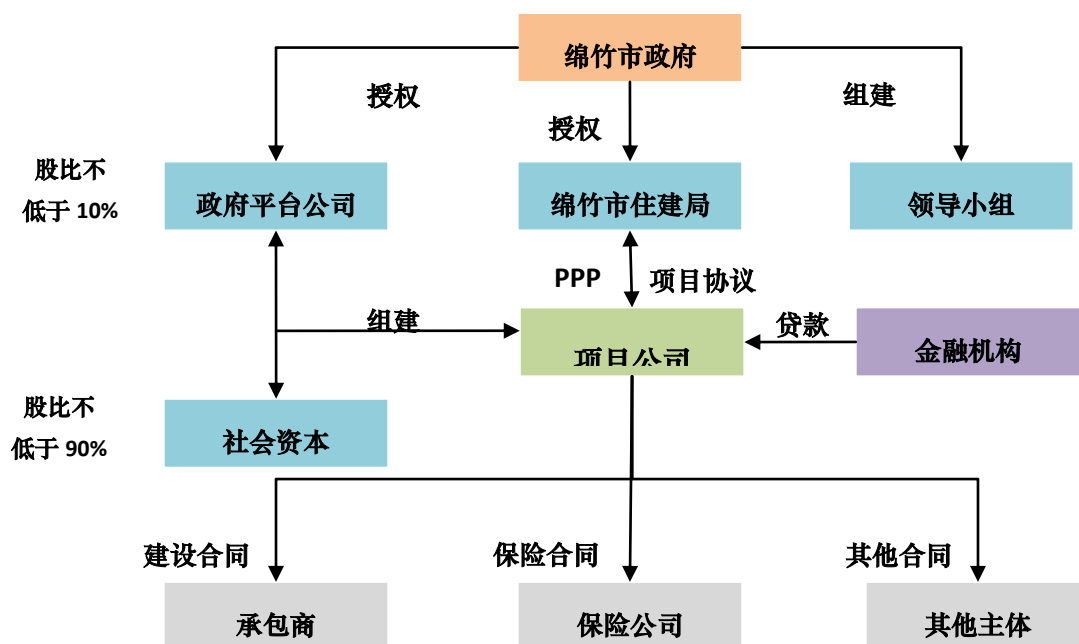 绵竹市政府
授权
授权
组建
股比不
低于 10%
政府平台公司
绵竹市住建局
领导小组
PPP
项目协议
组建
项目公司
贷款
金融机构
股比不
低于 90%
社会资本
建设合同
保险合同
其他合同
承包商
保险公司
其他主体